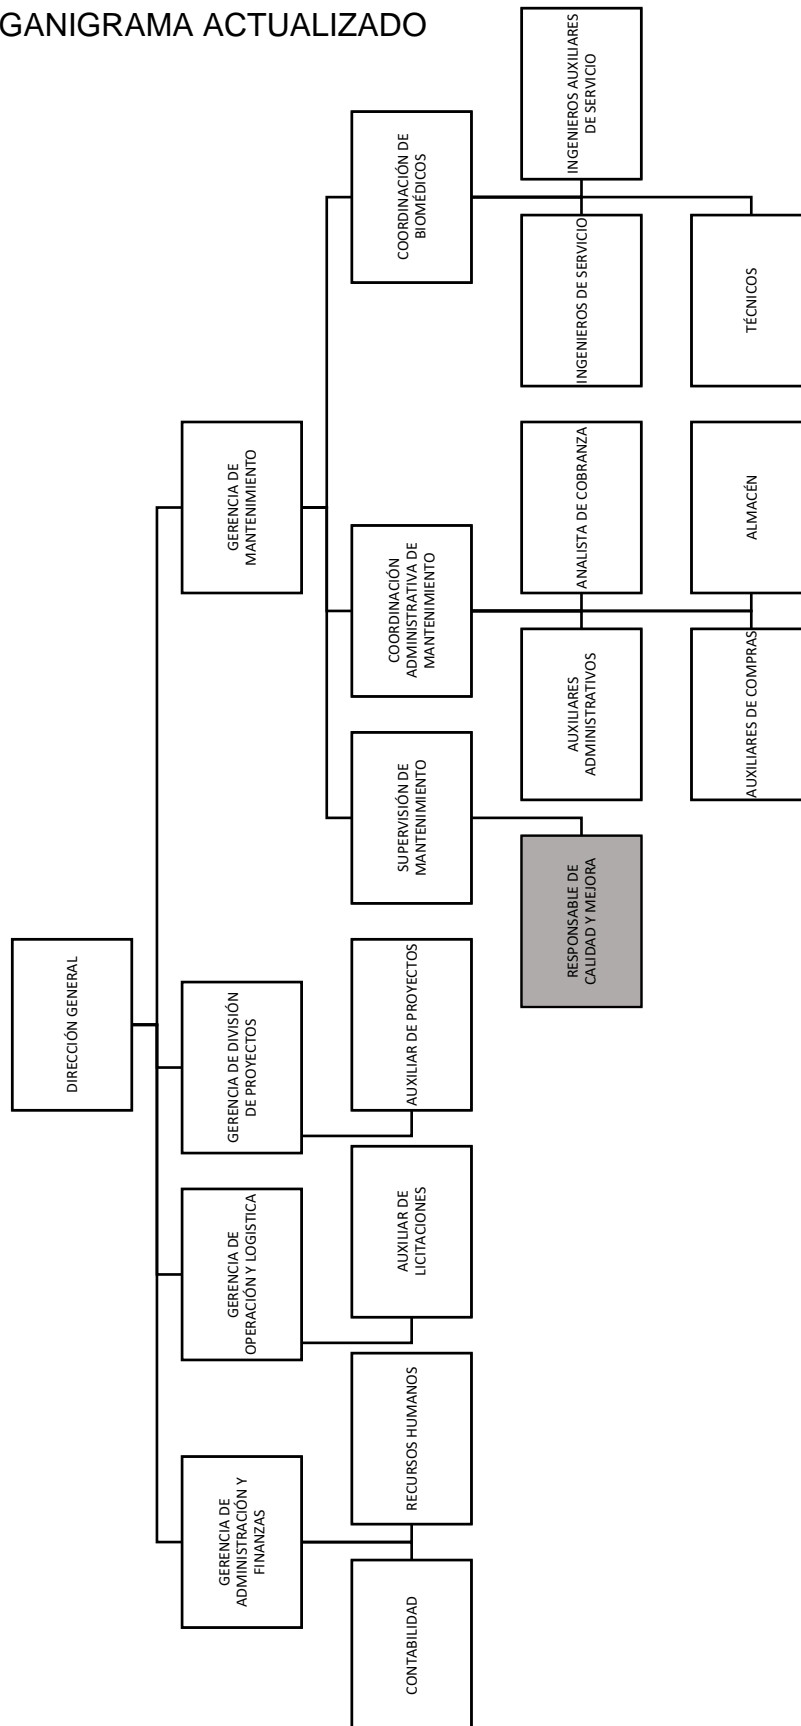 GANIGRAMA ACTUALIZADO
DIRECCIÓN GENERAL
GERENCIA DE
ADMINISTRACIÓN Y
FINANZAS
GERENCIA DE
OPERACIÓN Y LOGISTICA
GERENCIA DE DIVISIÓN
DE PROYECTOS
GERENCIA DE
MANTENIMIENTO
CONTABILIDAD
RECURSOS HUMANOS
AUXILIAR DE
LICITACIONES
AUXILIAR DE PROYECTOS
SUPERVISIÓN DE
MANTENIMIENTO
COORDINACIÓN
ADMINISTRATIVA DE
MANTENIMIENTO
COORDINACIÓN DE
BIOMÉDICOS
RESPONSABLE DE
CALIDAD Y MEJORA
AUXILIARES
ADMINISTRATIVOS
ANALISTA DE COBRANZA
INGENIEROS DE SERVICIO
INGENIEROS AUXILIARES
DE SERVICIO
AUXILIARES DE COMPRAS
ALMACÉN
TÉCNICOS